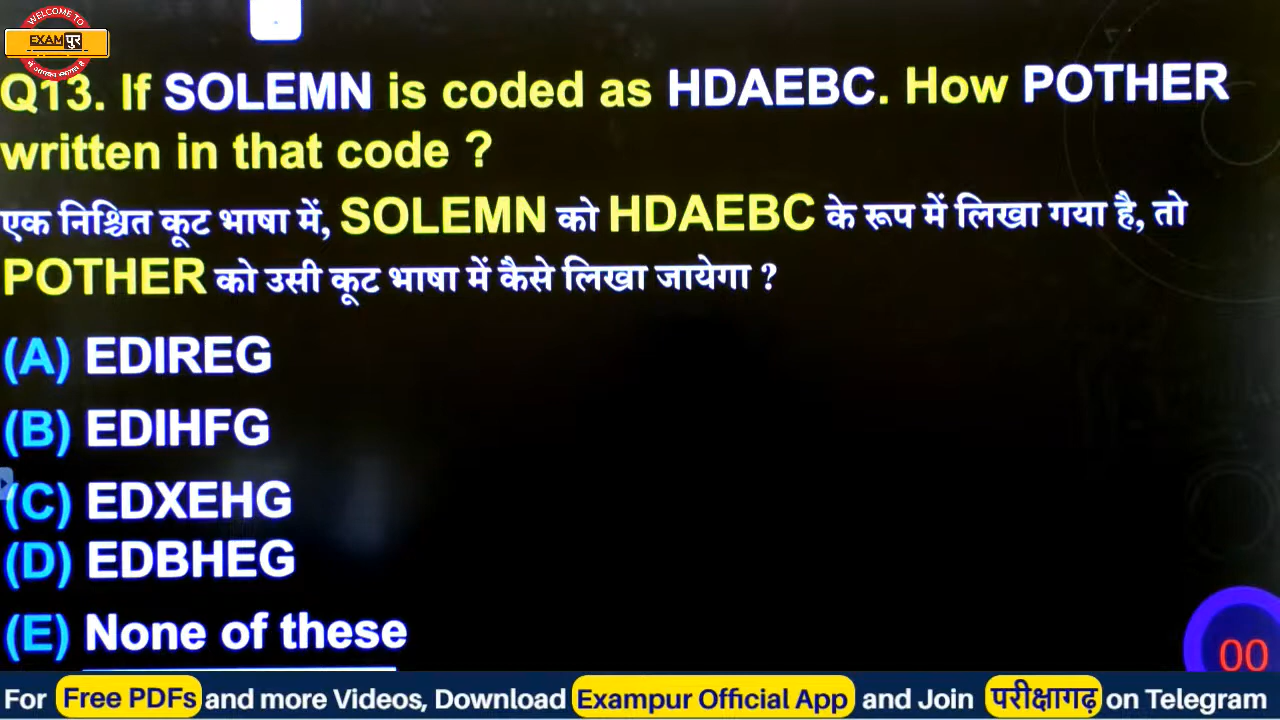 WELCOME TO
EXAMपुर
Q13. If SOLEMN is coded as HDAEBC. How POTHER
written in that code ?
एक निश्चित कूट भाषा में, SOLEMN को HDAEBC के रूप में लिखा गया है, तो
POTHER को उसी कूट भाषा में कैसे लिखा जायेगा ?
(A) EDIREG
(B) EDIHFG
(C) EDXEHG
(D) EDBHEG
(E) None of these
00
For Free PDFs and more Videos, Download Exampur Official App and Join परीक्षागढ़ on Telegram